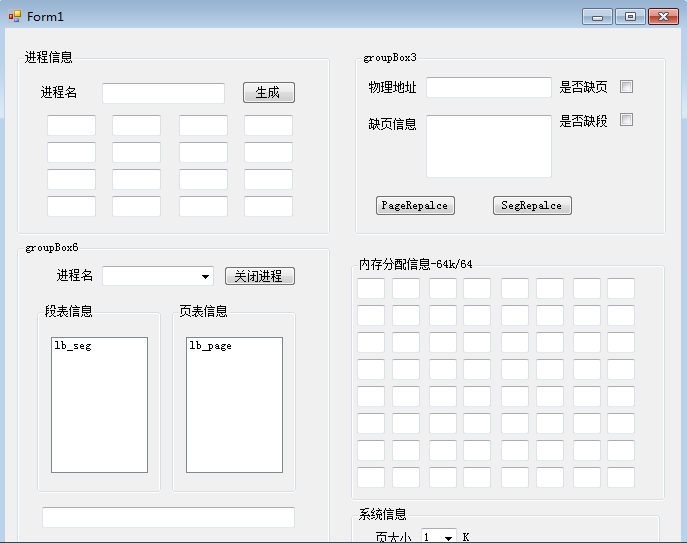 Form1
进程信息
进程名
生成
groupBox3
物理地址
是否缺页
缺页信息
是否缺段
PageRepalce
SegRepalce
groupBox6
进程名
关闭进程
段表信息
页表信息
lb_seg
lb_page
内存分配信息-64k/64
系统信息
页大小 1 K